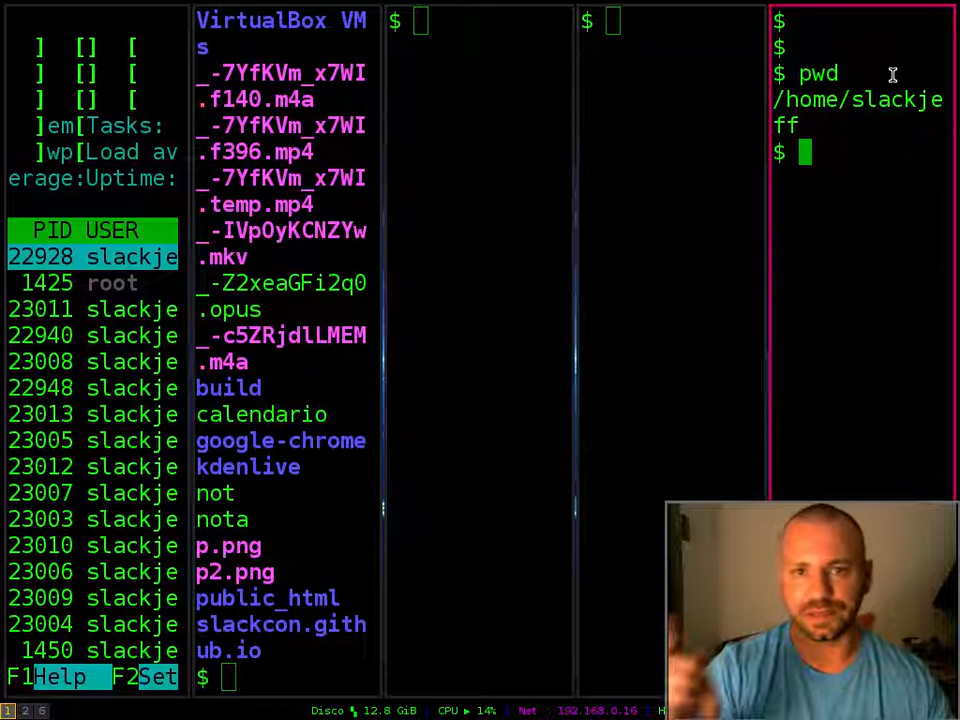 ]  []  [
]  []  [
]  []  [
]em[Tasks:
]wp[Load av
erage:Uptime:
PID USER
22928 slackje
1425 root
23011 slackje
22940 slackje
23008 slackje
22948 slackje
23013 slackje
23005 slackje
23012 slackje
23007 slackje
23003 slackje
23010 slackje
23006 slackje
23009 slackje
23004 slackje
1450 slackje
F1Help  F2Set
VirtualBox VM
s
_-7YfKVm_x7WI
.f140.m4a
_-7YfKVm_x7WI
.f396.mp4
_-7YfKVm_x7WI
.temp.mp4
_-IVpOyKCNZYw
.mkv
_-Z2xeaGFi2q0
.opus
_-c5ZRjdlLMEM
.m4a
build
calendario
google-chrome
kdenlive
not
nota
p.png
p2.png
public_html
slackcon.gith
ub.io
$
$
$
$
$
$ pwd
/home/slackje
ff
$
1 2 6
Disco 12.8 GiB | CPU ▶ 14% | Net : 192.168.0.16 | H